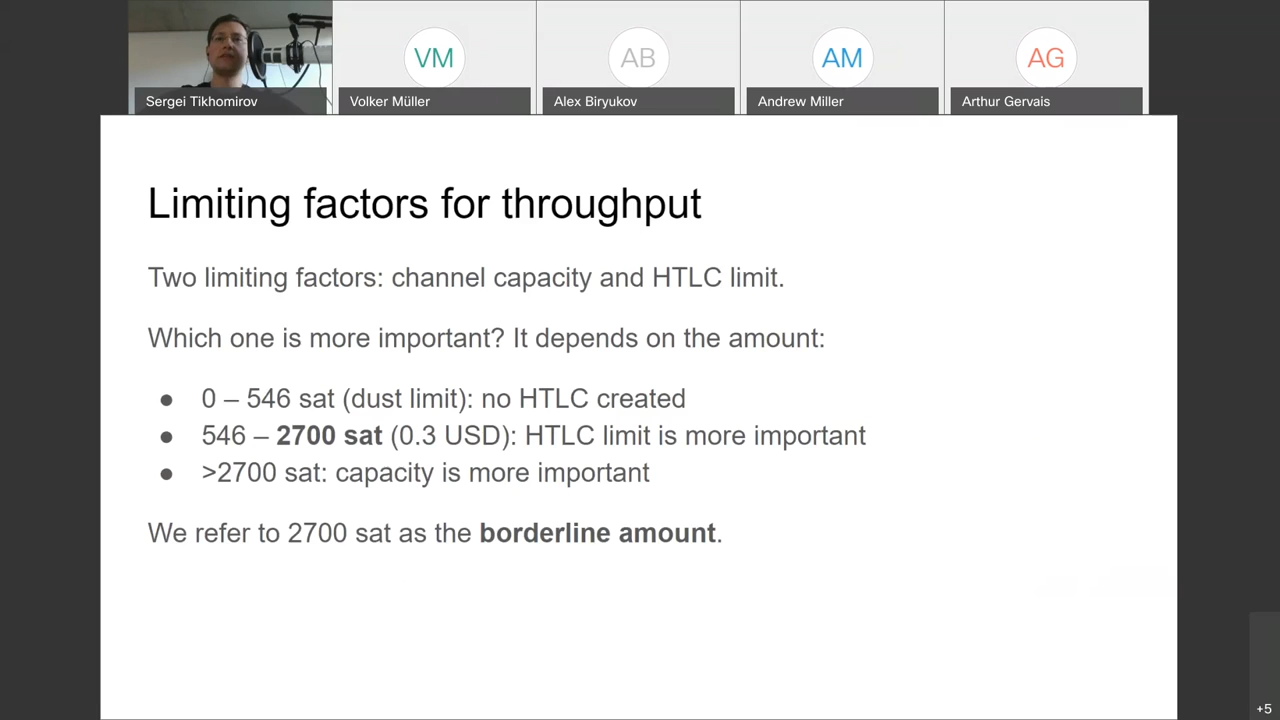 VM
AB
AM
AG
Sergei Tikhomirov
Volker Müller
Alex Biryukov
Andrew Miller
Arthur Gervais
Limiting factors for throughput
Two limiting factors: channel capacity and HTLC limit.
Which one is more important? It depends on the amount:
● 0 – 546 sat (dust limit): no HTLC created
● 546 – 2700 sat (0.3 USD): HTLC limit is more important
● >2700 sat: capacity is more important
We refer to 2700 sat as the borderline amount.
+5